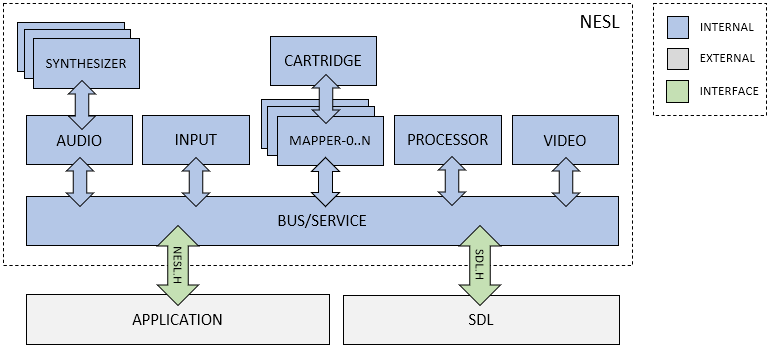 NESL
INTERNAL
EXTERNAL
INTERFACE
SYNTHESIZER
CARTRIDGE
AUDIO
INPUT
MAPPER-0..N
PROCESSOR
VIDEO
BUS/SERVICE
NESL.H
SDL.H
APPLICATION
SDL